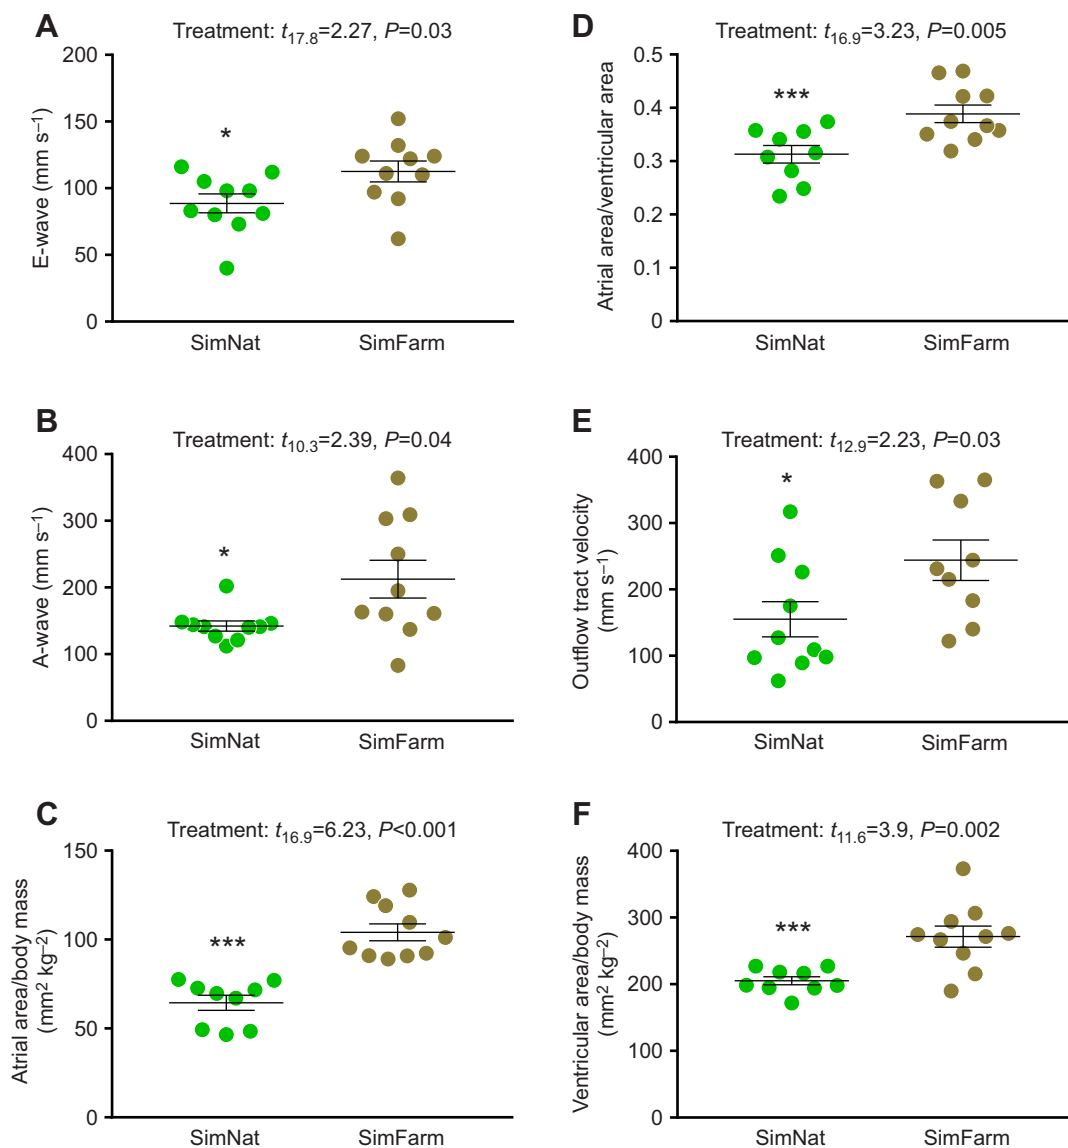 A
Treatment: t17.8=2.27, P=0.03
200
150
100
50
0
E-wave (mm s–1)
*
SimNat
SimFarm
D
Treatment: t16.9=3.23, P=0.005
0.5
0.4
0.3
0.2
0.1
0
Atrial area/ventricular area
***
SimNat
SimFarm
B
Treatment: t10.3=2.39, P=0.04
400
300
200
100
0
A-wave (mm s–1)
*
SimNat
SimFarm
E
Treatment: t12.9=2.23, P=0.03
400
300
200
100
0
Outflow tract velocity
(mm s–1)
*
SimNat
SimFarm
C
Treatment: t16.9=6.23, P<0.001
150
100
50
0
Atrial area/body mass
(mm2 kg–2)
***
SimNat
SimFarm
F
Treatment: t11.6=3.9, P=0.002
400
300
200
100
0
Ventricular area/body mass
(mm2 kg–2)
***
SimNat
SimFarm